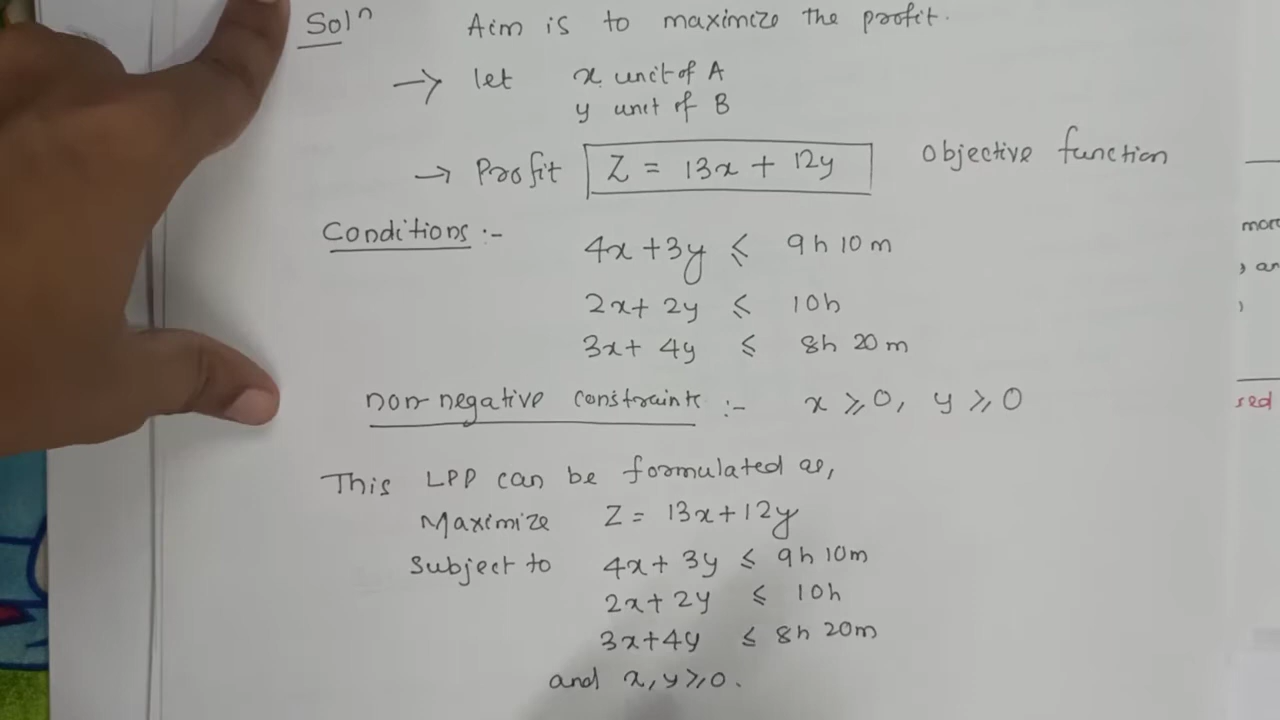 Solⁿ Aim is to maximize the profit.
→ let x unit of A
y unit of B
→ Profit Z = 13x + 12y Objective function
Conditions :-
4x + 3y ⩽ 9h 10m
2x + 2y ⩽ 10h
3x + 4y ⩽ 8h 20m
non-negative constraints :- x ⩾ 0, y ⩾ 0
This LPP can be formulated as,
Maximize Z = 13x + 12y
Subject to 4x + 3y ⩽ 9h 10m
2x + 2y ⩽ 10h
3x + 4y ⩽ 8h 20m
and x, y ⩾ 0.